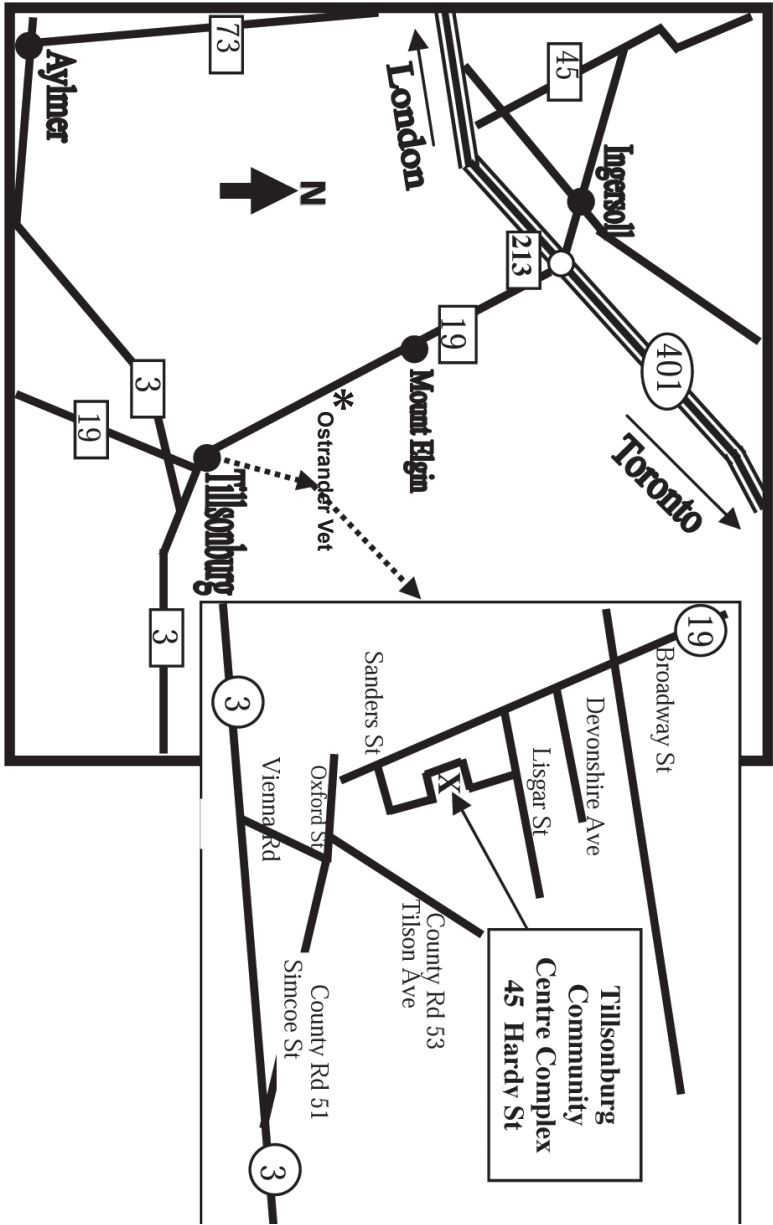 73
Aylmer
45
London
Ingersoll
N
213
19
401
Mount Elgin
Toronto
3
19
*
Ostrander Vet
Tillsonburg
3
19
Broadway St
Devonshire Ave
Lisgar St
Sanders St
X
3
Oxford St
Vienna Rd
County Rd 53
Tilson Ave
County Rd 51
Simcoe St
3
Tillsonburg
Community
Centre Complex
45 Hardy St